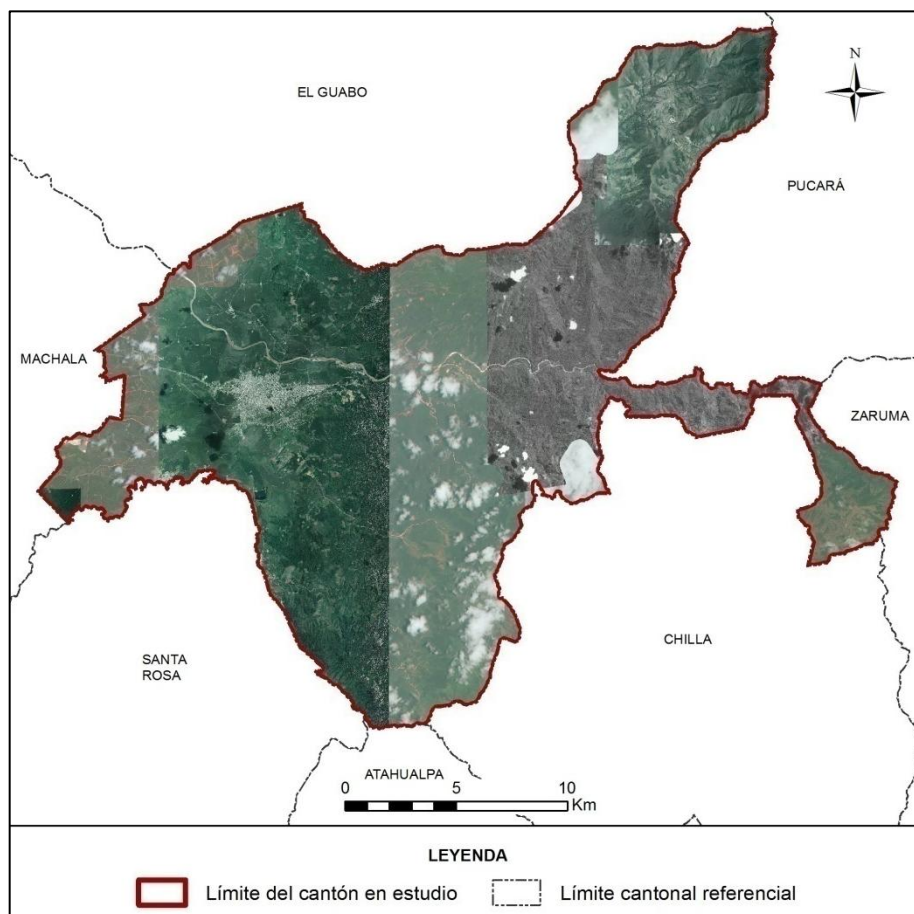 N
EL GUABO
PUCARÁ
MACHALA
ZARUMA
CHILLA
SANTA
ROSA
ATAHUALPA
0 5 10
Km
LEYENDA
Límite del cantón en estudio
Límite cantonal referencial